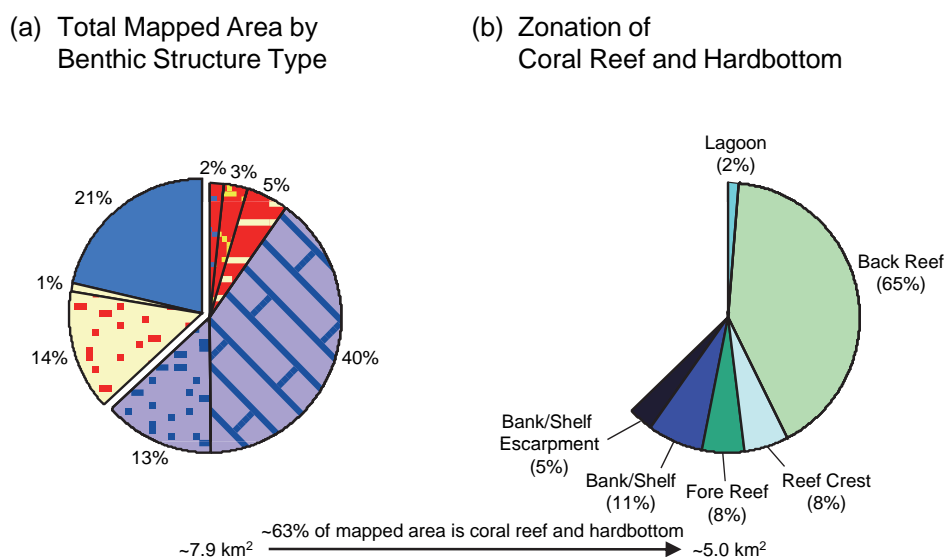 (a) Total Mapped Area by
Benthic Structure Type
(b) Zonation of
Coral Reef and Hardbottom
2%
3%
5%
21%
1%
14%
13%
40%
Lagoon
(2%)
Back Reef
(65%)
Bank/Shelf
Escarpment
(5%)
Bank/Shelf
(11%)
Fore Reef
(8%)
Reef Crest
(8%)
~63% of mapped area is coral reef and hardbottom
~7.9 km²
~5.0 km²